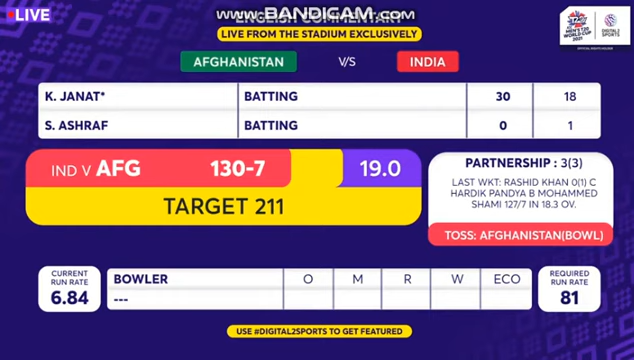 LIVE
www.BANDICAM.com
ENGLISH COMMENTARY
LIVE FROM THE STADIUM EXCLUSIVELY
AFGHANISTAN V/S INDIA
K. JANAT* BATTING 30 18
S. ASHRAF BATTING 0 1
IND V AFG 130-7 19.0
TARGET 211
PARTNERSHIP : 3(3)
LAST WKT: RASHID KHAN 0(1) C
HARDIK PANDYA B MOHAMMED
SHAMI 127/7 IN 18.3 OV.
TOSS: AFGHANISTAN(BOWL)
CURRENT
RUN RATE
6.84
BOWLER O M R W ECO
---
REQUIRED
RUN RATE
81
USE #DIGITAL2SPORTS TO GET FEATURED